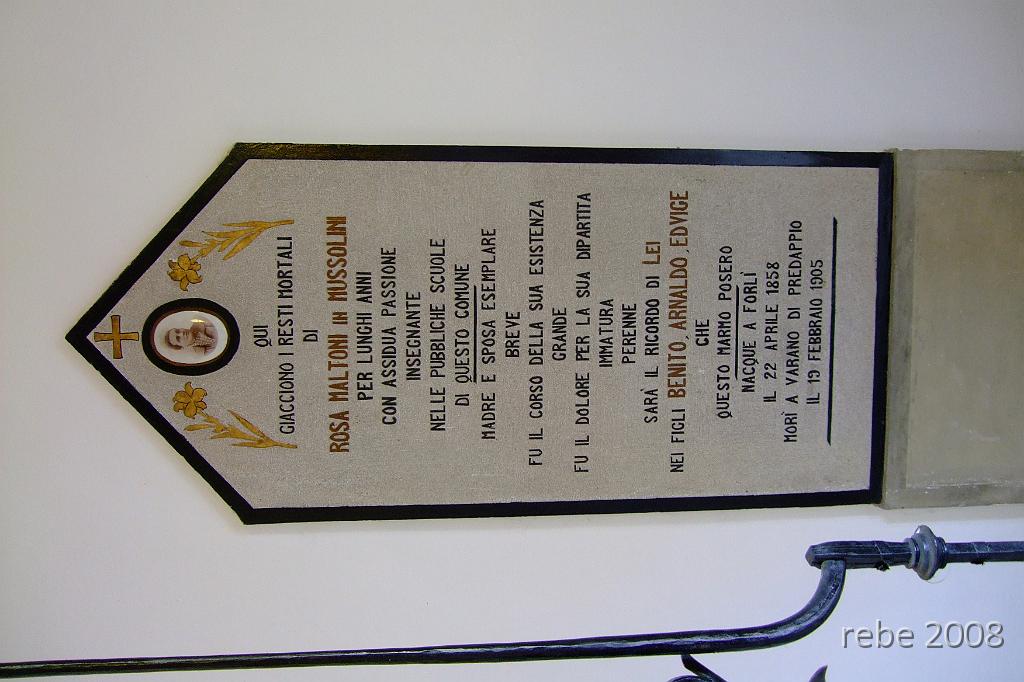 QUI
GIACCIONO I RESTI MORTALI
DI
ROSA MALTONI IN MUSSOLINI
PER LUNGHI ANNI
CON ASSIDUA PASSIONE
INSEGNANTE
NELLE PUBBLICHE SCUOLE
DI QUESTO COMUNE
MADRE E SPOSA ESEMPLARE
BREVE
FU IL CORSO DELLA SUA ESISTENZA
GRANDE
FU IL DOLORE PER LA SUA DIPARTITA
IMMATURA
PERENNE
SARÀ IL RICORDO DI LEI
NEI FIGLI BENITO, ARNALDO, EDVIGE
CHE
QUESTO MARMO POSERO
NACQUE A FORLÌ
IL 22 APRILE 1858
MORÌ A VARANO DI PREDAPPIO
IL 19 FEBBRAIO 1905
rebe 2008